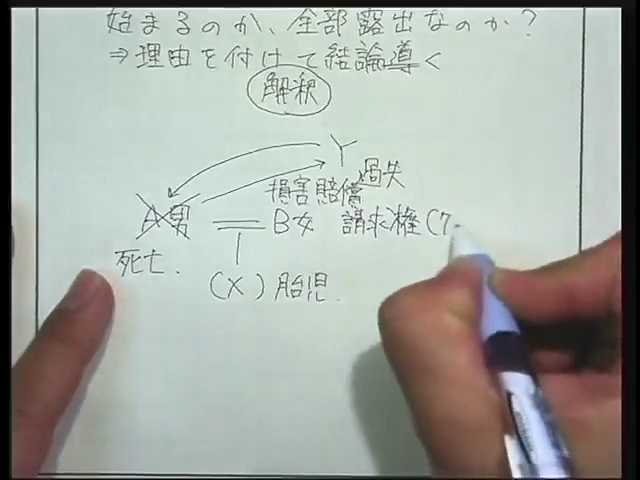 始まるのか、全部露出なのか?
⇒理由を付けて結論導く
解釈
Y
過失
損害賠償
A男 B女 請求権(7
死亡.
(X)胎児.